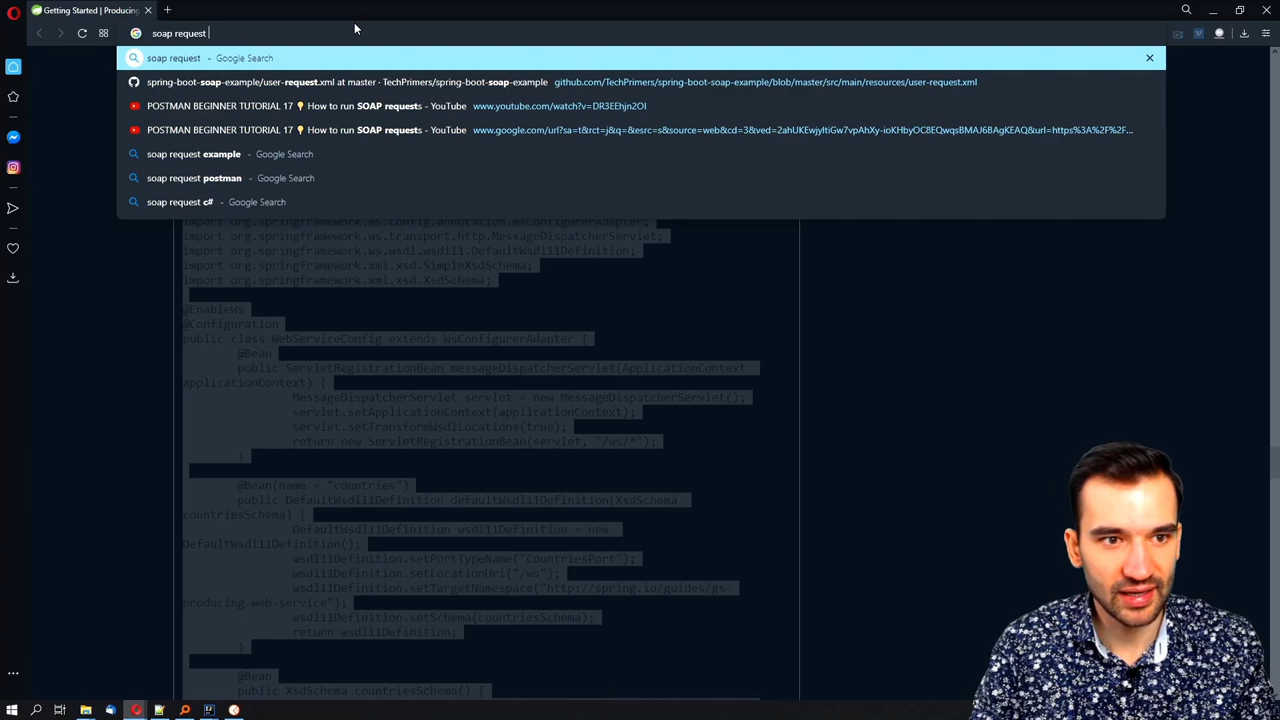 Getting Started | Producing
soap request
soap request - Google Search
spring-boot-soap-example/user-request.xml at master · TechPrimers/spring-boot-soap-example github.com/TechPrimers/spring-boot-soap-example/blob/master/src/main/resources/user-request.xml
POSTMAN BEGINNER TUTORIAL 17 💡 How to run SOAP requests - YouTube www.youtube.com/watch?v=DR3EEhjn2OI
POSTMAN BEGINNER TUTORIAL 17 💡 How to run SOAP requests - YouTube
soap request example - Google Search
soap request postman - Google Search
soap request c# - Google Search
import org.springframework.ws.config.annotation.WsConfigurerAdapter;
import org.springframework.ws.transport.http.MessageDispatcherServlet;
import org.springframework.ws.wsdl.wsdl11.DefaultWsdl11Definition;
import org.springframework.xml.xsd.SimpleXsdSchema;
import org.springframework.xml.xsd.XsdSchema;
@EnableWs
@Configuration
public class WebServiceConfig extends WsConfigurerAdapter {
@Bean
public ServletRegistrationBean messageDispatcherServlet(ApplicationContext
applicationContext) {
MessageDispatcherServlet servlet = new MessageDispatcherServlet();
servlet.setApplicationContext(applicationContext);
servlet.setTransformWsdlLocations(true);
return new ServletRegistrationBean(servlet, "/ws/*");
}
@Bean(name = "countries")
public DefaultWsdl11Definition defaultWsdl11Definition(XsdSchema
countriesSchema) {
DefaultWsdl11Definition wsdl11Definition = new
DefaultWsdl11Definition();
wsdl11Definition.setPortTypeName("CountriesPort");
wsdl11Definition.setLocationUri("/ws");
wsdl11Definition.setTargetNamespace("http://spring.io/guides/gs-
producing-web-service");
wsdl11Definition.setSchema(countriesSchema);
return wsdl11Definition;
}
@Bean
public XsdSchema countriesSchema() {